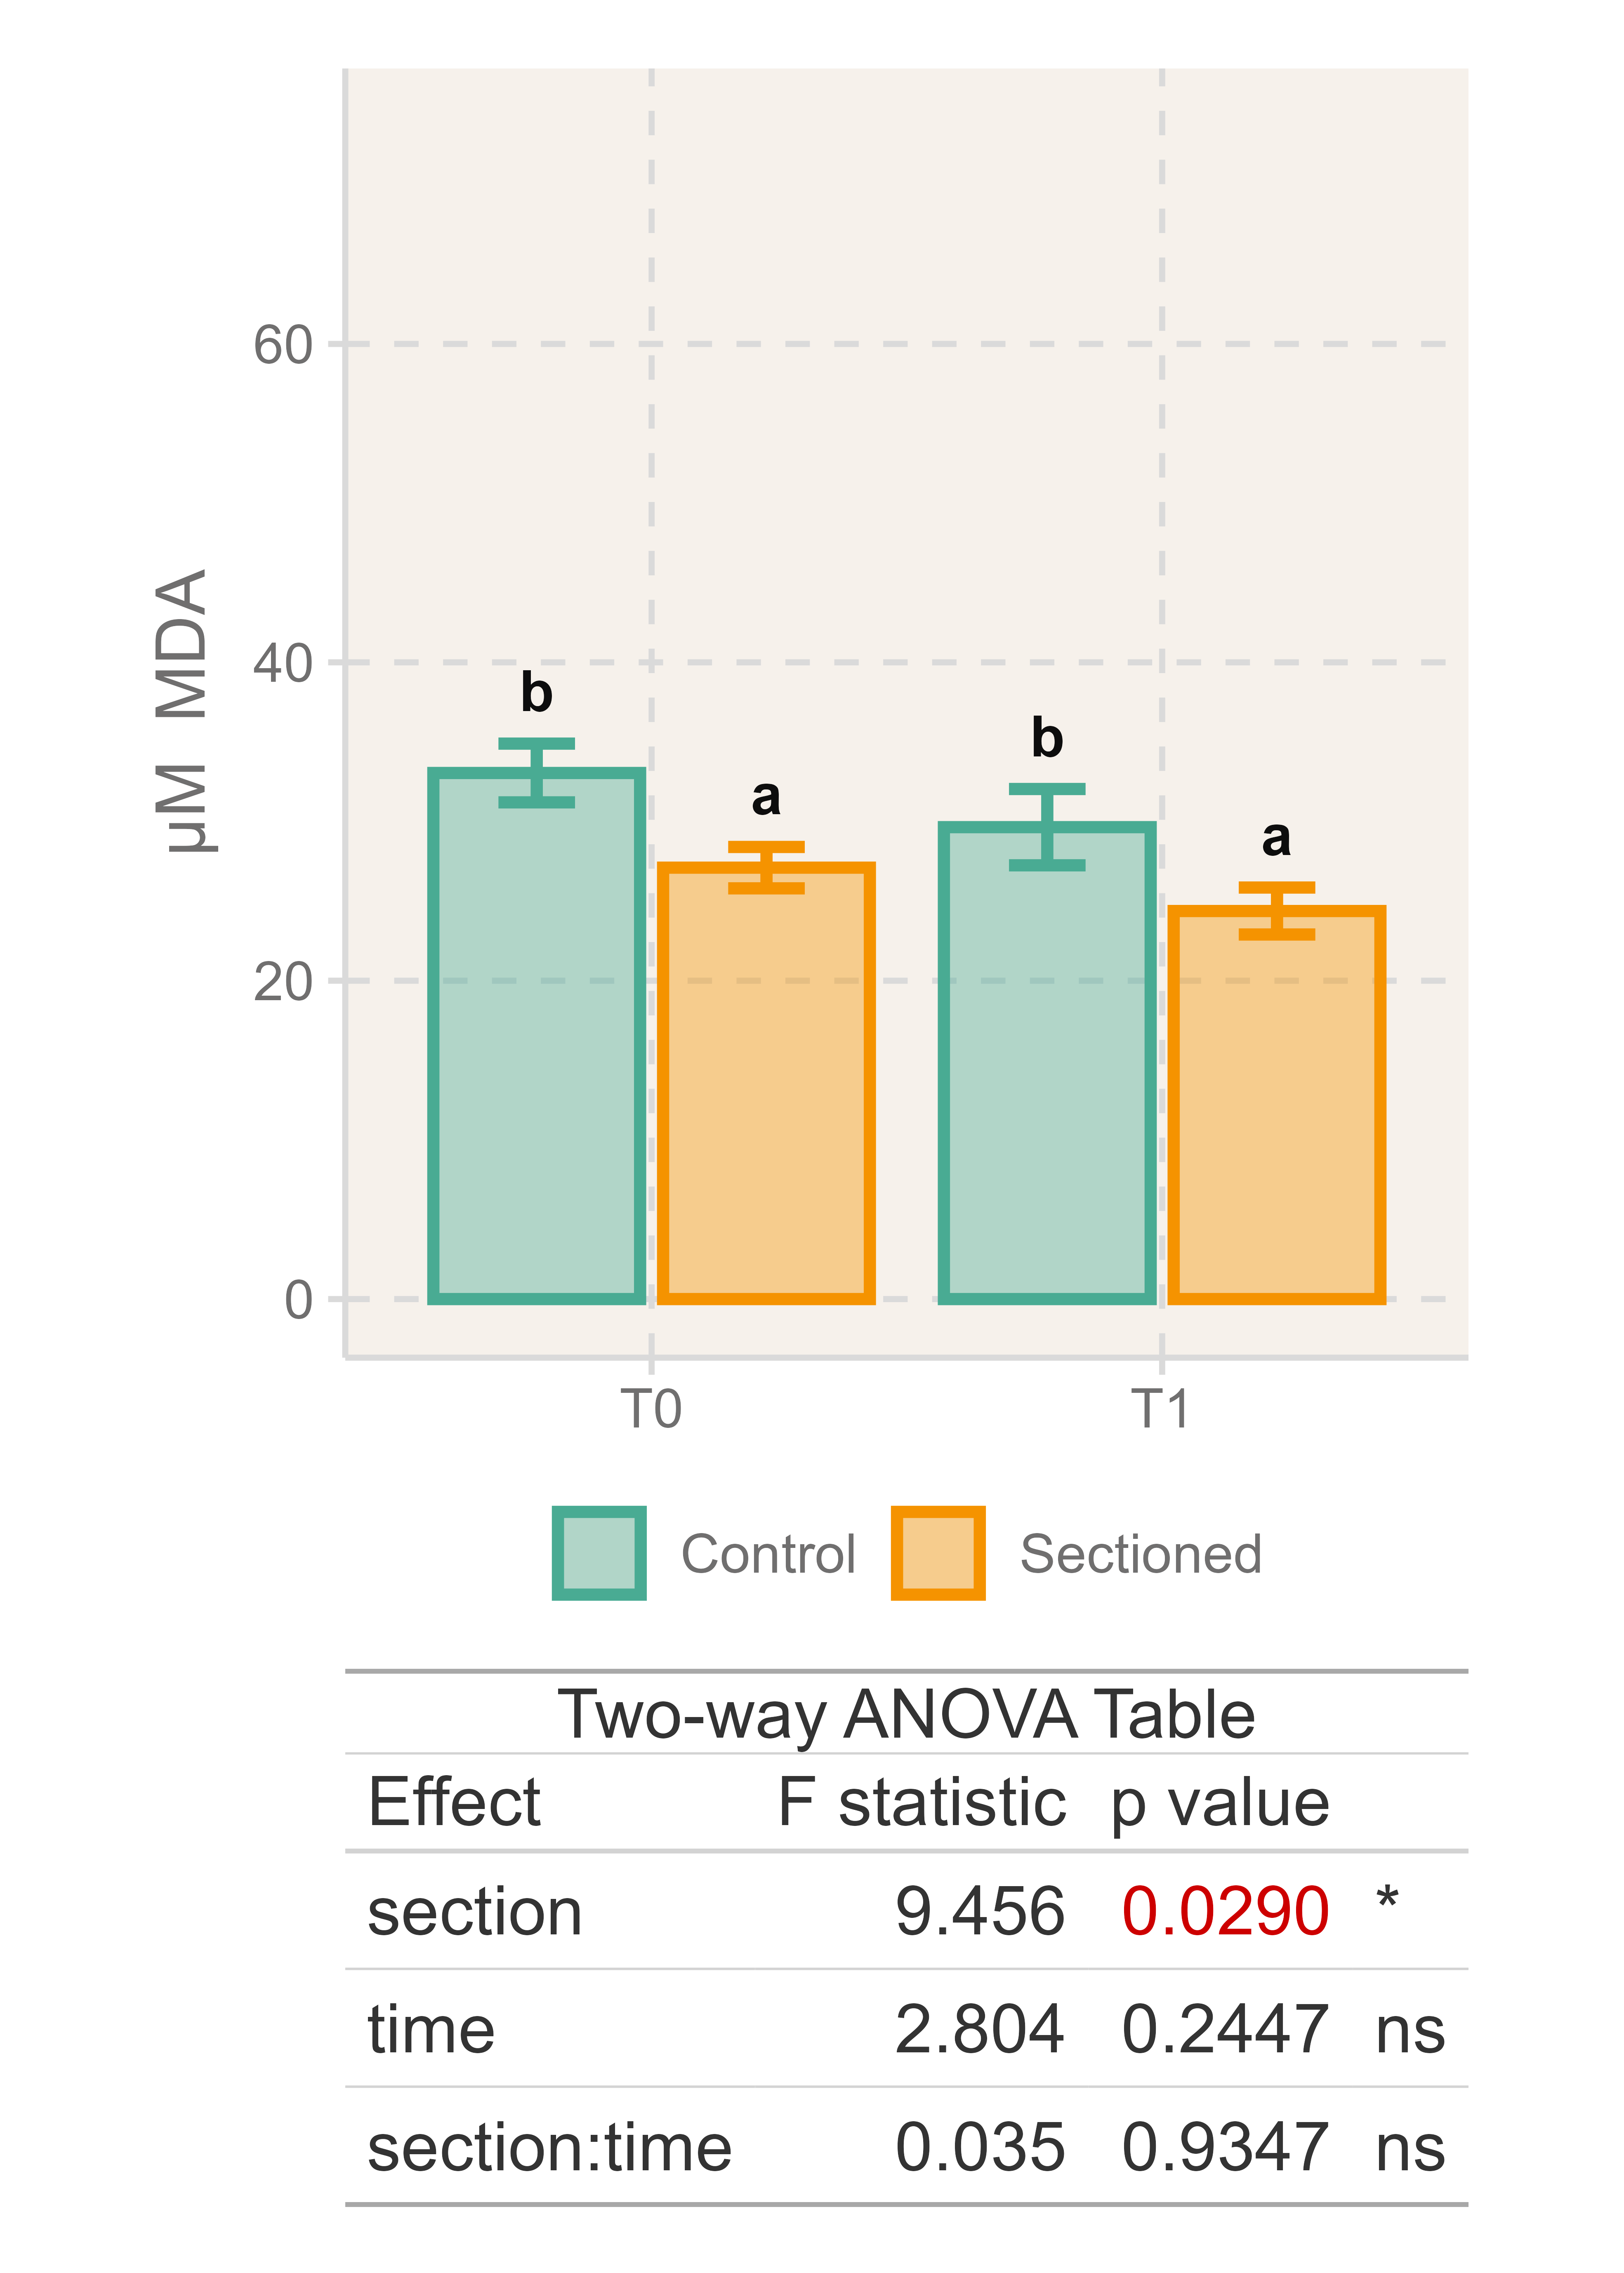 60
40
20
0
µM MDA
b
a
b
a
T0 T1
Control Sectioned
Two-way ANOVA Table
Effect F statistic p value
section 9.456 0.0290 *
time 2.804 0.2447 ns
section:time 0.035 0.9347 ns